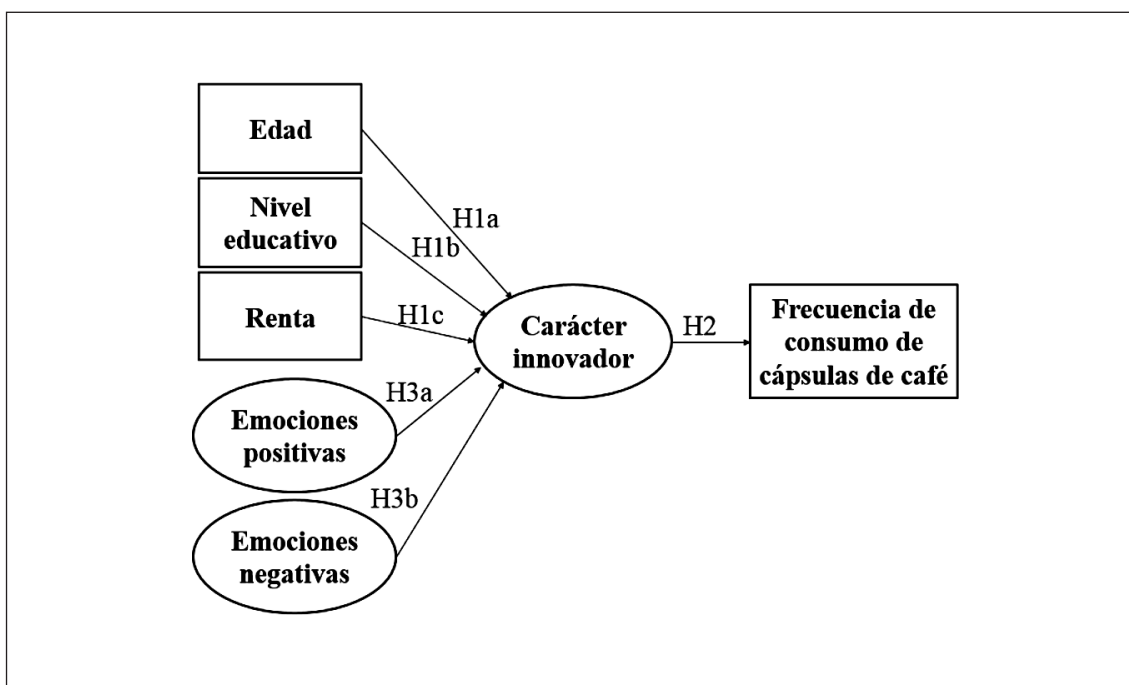 Edad
H1a
Nivel
educativo
H1b
Renta
H1c
Carácter
innovador
H2
Frecuencia de
consumo de
cápsulas de café
H3a
Emociones
positivas
H3b
Emociones
negativas